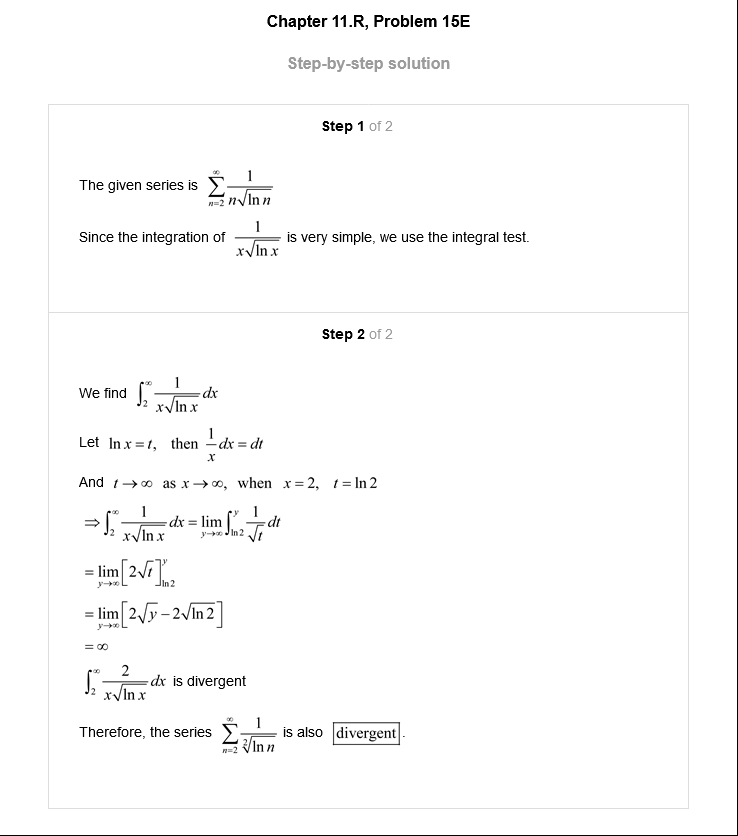 Chapter 11.R, Problem 15E
Step-by-step solution
Step 1 of 2
The given series is $\sum_{n=2}^{\infty} \frac{1}{n\sqrt{\ln n}}$
Since the integration of $\frac{1}{x\sqrt{\ln x}}$ is very simple, we use the integral test.
Step 2 of 2
We find $\int_{2}^{\infty} \frac{1}{x\sqrt{\ln x}} dx$
Let $\ln x = t$, then $\frac{1}{x} dx = dt$
And $t \to \infty$ as $x \to \infty$, when $x = 2$, $t = \ln 2$
$\Rightarrow \int_{2}^{\infty} \frac{1}{x\sqrt{\ln x}} dx = \lim_{y \to \infty} \int_{\ln 2}^{y} \frac{1}{\sqrt{t}} dt$
$= \lim_{y \to \infty} \left[ 2\sqrt{t} \right]_{\ln 2}^{y}$
$= \lim_{y \to \infty} \left[ 2\sqrt{y} - 2\sqrt{\ln 2} \right]$
$= \infty$
$\int_{2}^{\infty} \frac{2}{x\sqrt{\ln x}} dx$ is divergent
Therefore, the series $\sum_{n=2}^{\infty} \frac{1}{\sqrt[2]{\ln n}}$ is also $\boxed{\text{divergent}}$.